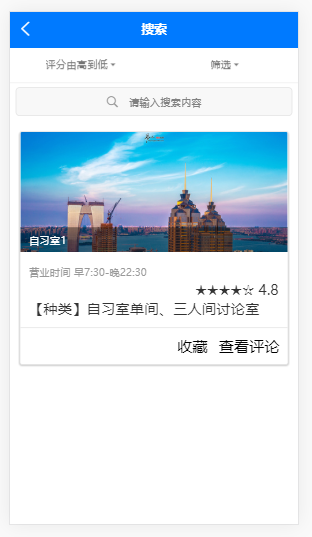 搜索
评分由高到低 筛选
请输入搜索内容
自习室1
营业时间 早7:30-晚22:30
★★★★☆ 4.8
【种类】自习室单间、三人间讨论室
收藏 查看评论